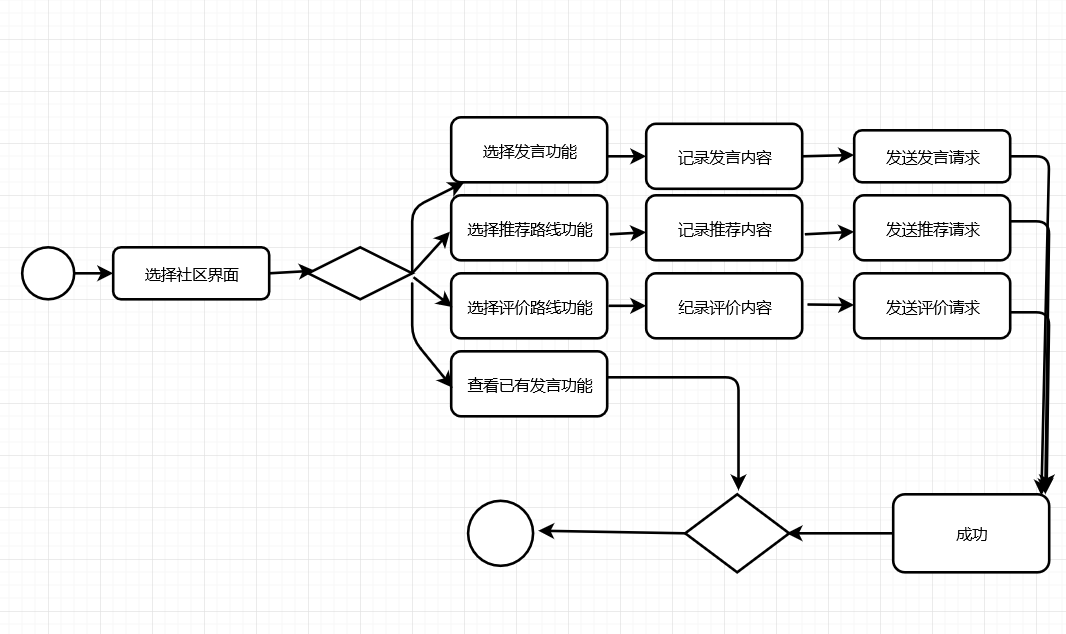 选择发言功能
记录发言内容
发送发言请求
选择推荐路线功能
记录推荐内容
发送推荐请求
选择社区界面
选择评价路线功能
纪录评价内容
发送评价请求
查看已有发言功能
成功